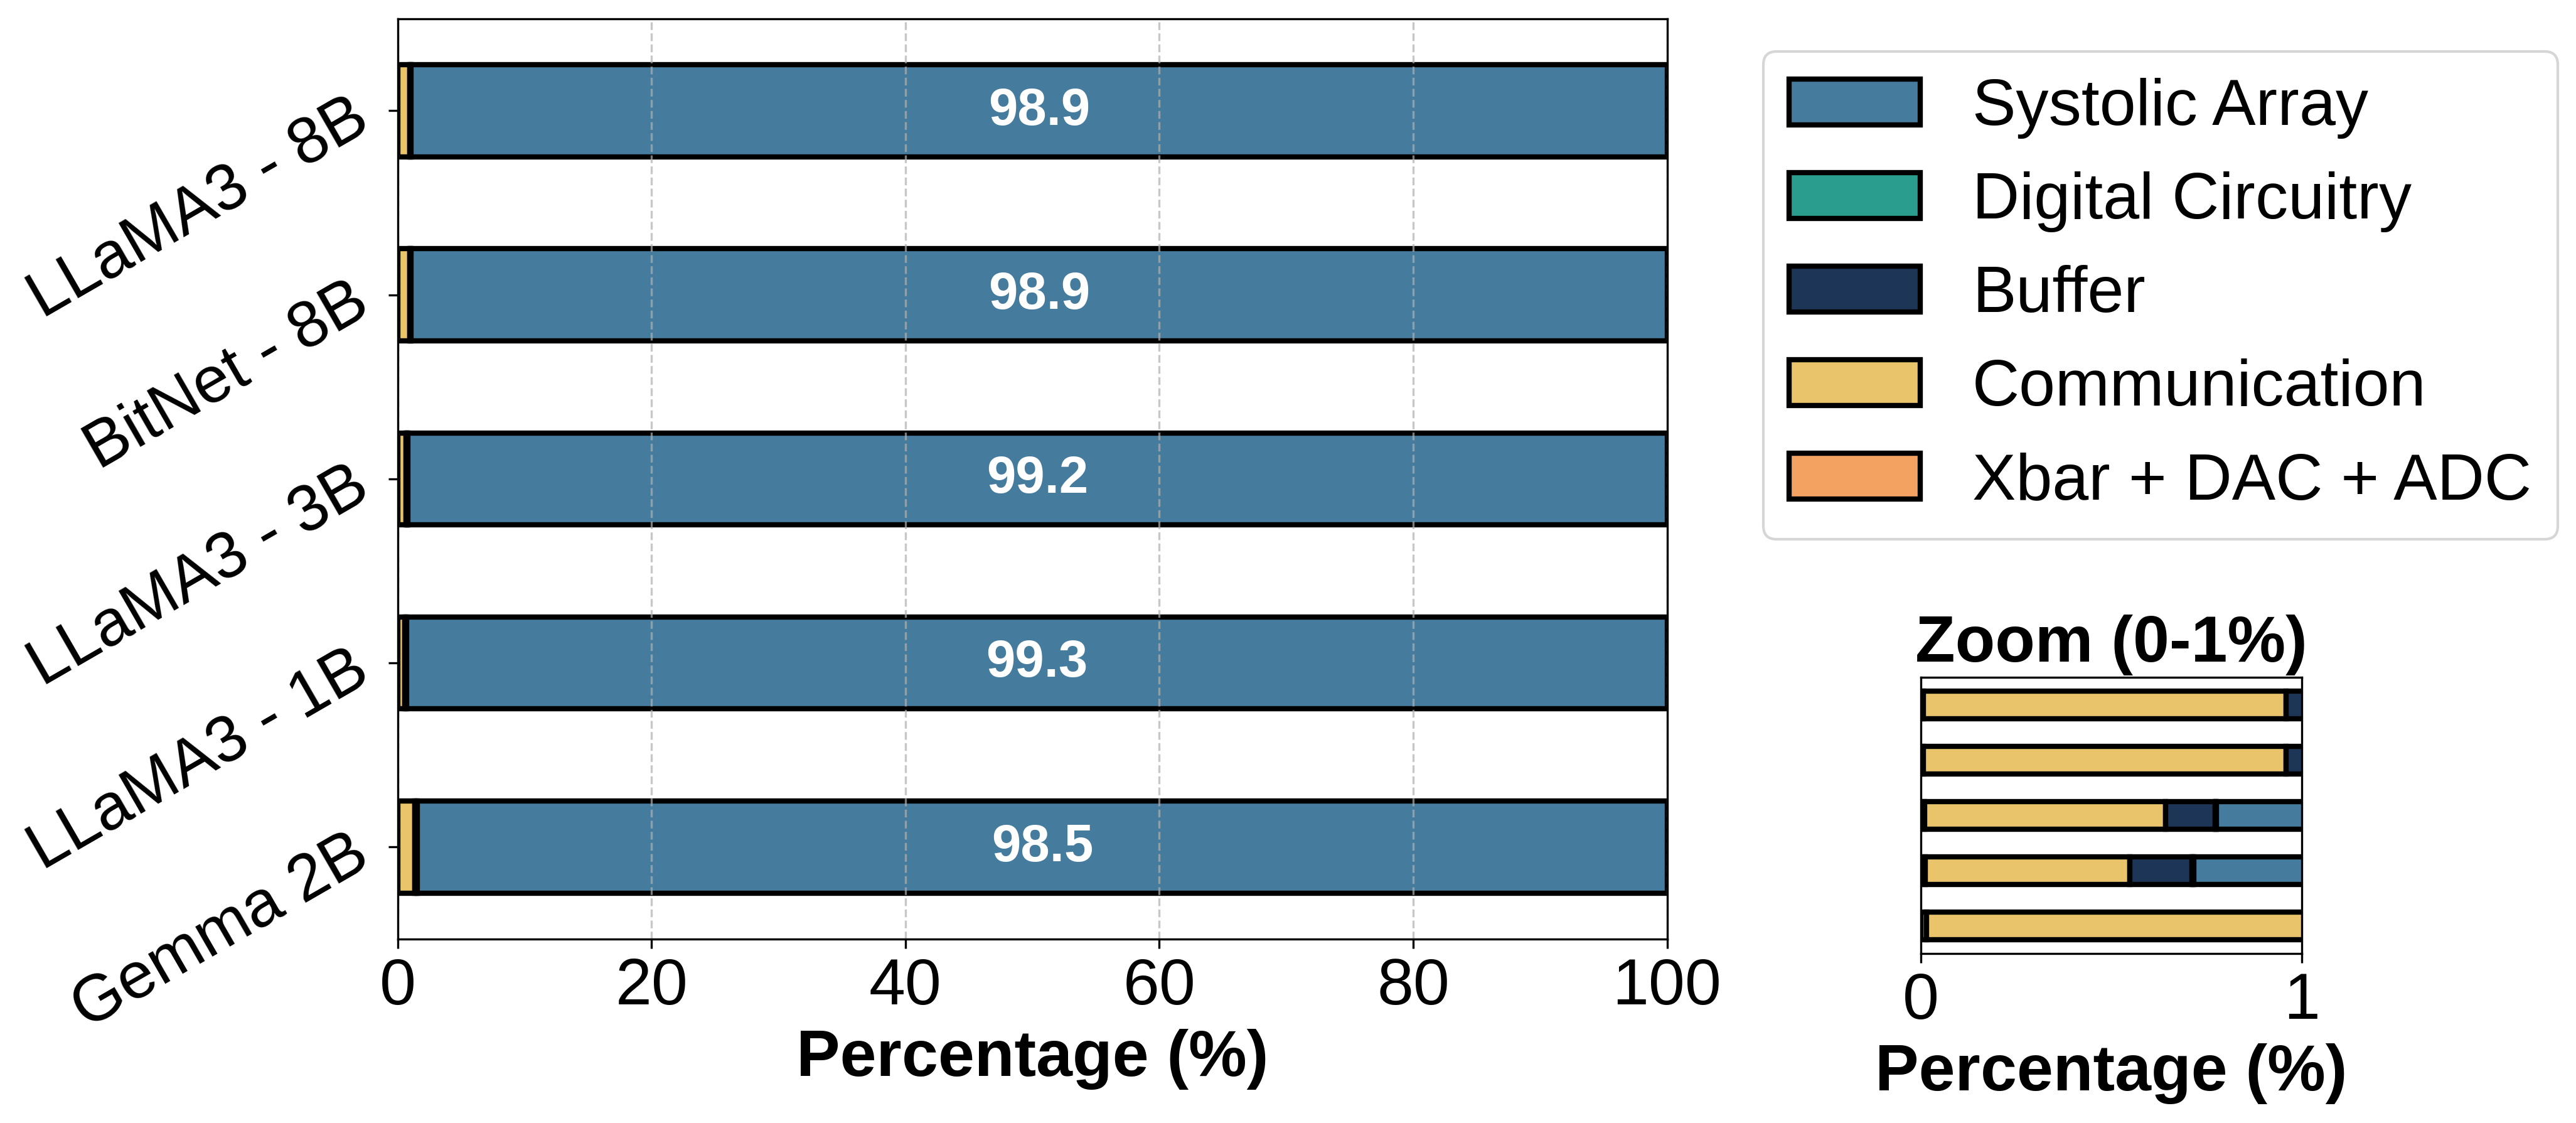 LLaMA3 - 8B
98.9
BitNet - 8B
98.9
LLaMA3 - 3B
99.2
LLaMA3 - 1B
99.3
Gemma 2B
98.5
0 20 40 60 80 100
Percentage (%)
Systolic Array
Digital Circuitry
Buffer
Communication
Xbar + DAC + ADC
Zoom (0-1%)
0 1
Percentage (%)